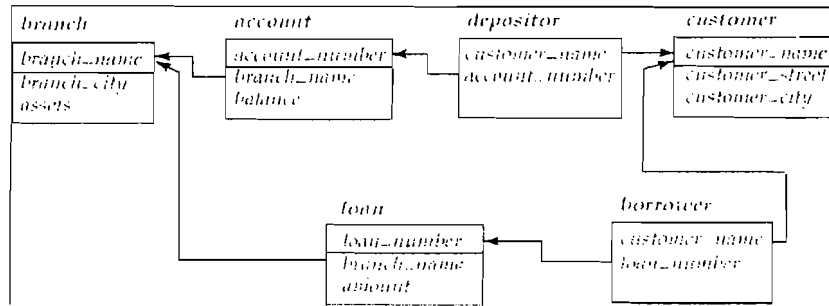 branch
branch_name
branch_city
assets
account
account_number
branch_name
balance
depositor
customer_name
account_number
customer
customer_name
customer_street
customer_city
loan
loan_number
branch_name
amount
borrower
customer_name
loan_number